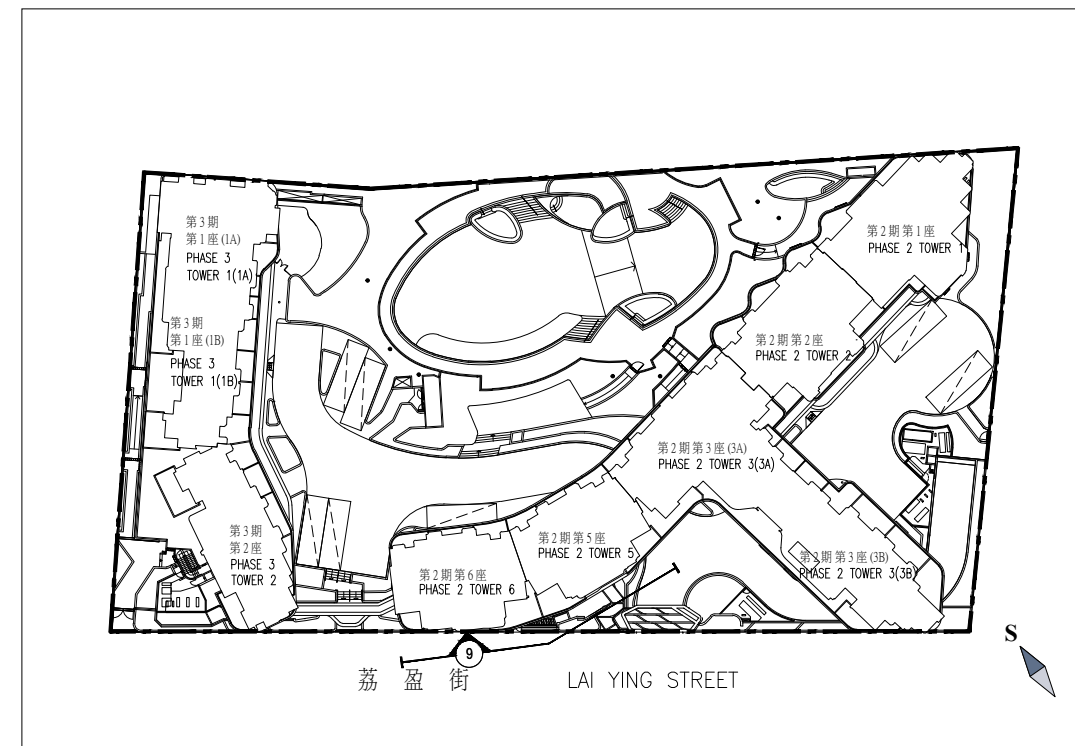 第3期
第1座(1A)
PHASE 3
TOWER 1(1A)
第3期
第1座(1B)
PHASE 3
TOWER 1(1B)
第3期
第2座
PHASE 3
TOWER 2
第2期第1座
PHASE 2 TOWER 1
第2期第2座
PHASE 2 TOWER 2
第2期第3座(3A)
PHASE 2 TOWER 3(3A)
第2期第3座(3B)
PHASE 2 TOWER 3(3B)
第2期第5座
PHASE 2 TOWER 5
第2期第6座
PHASE 2 TOWER 6
9
荔盈街 LAI YING STREET
S